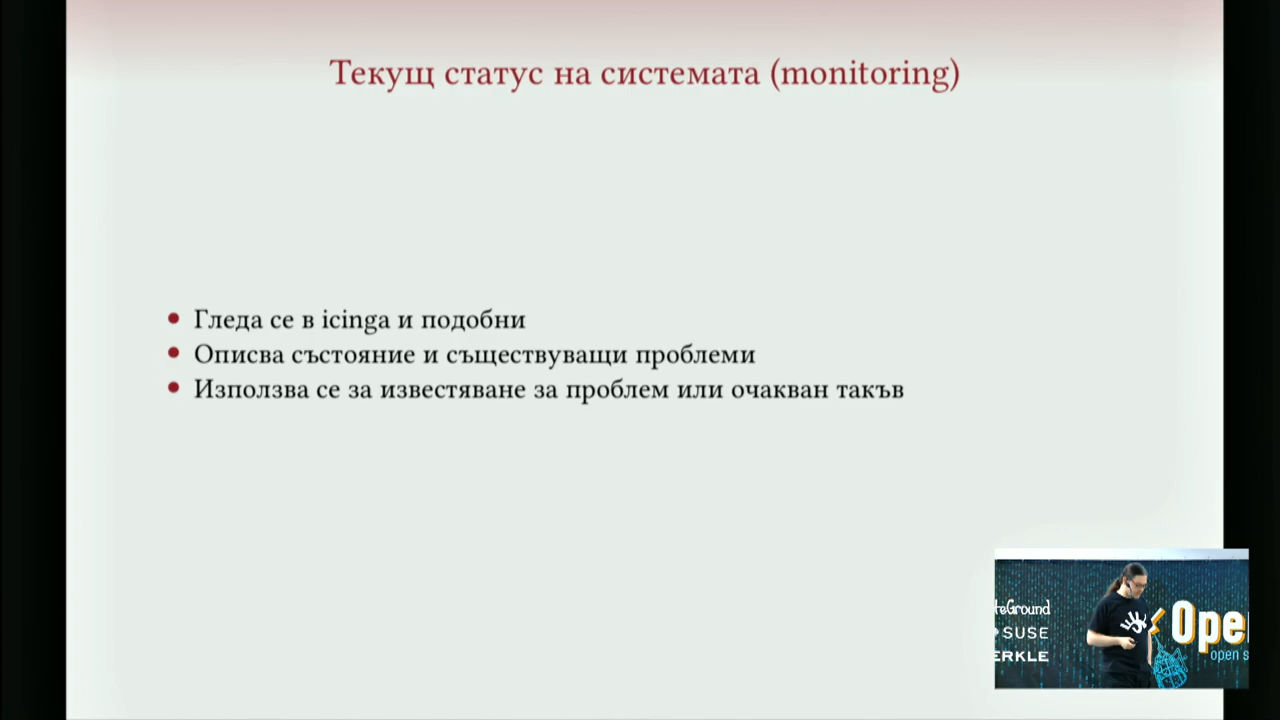 Текущ статус на системата (monitoring)
Гледа се в icinga и подобни
Описва състояние и съществуващи проблеми
Използва се за известяване за проблем или очакван такъв
teGround
SUSE
ERKLE
Ope
open s